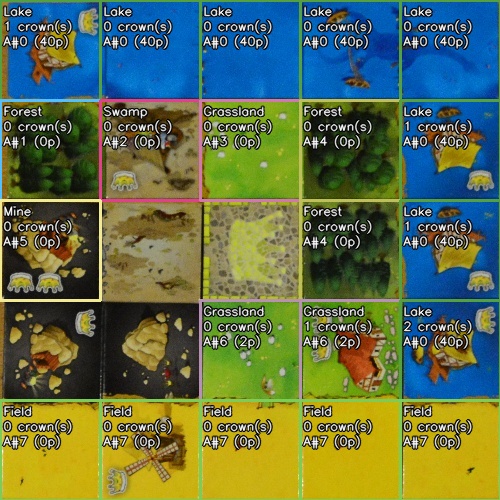 Lake
1 crown(s)
A#0 (40p)
Lake
0 crown(s)
A#0 (40p)
Lake
0 crown(s)
A#0 (40p)
Lake
0 crown(s)
A#0 (40p)
Lake
0 crown(s)
A#0 (40p)
Forest
0 crown(s)
A#1 (0p)
Swamp
0 crown(s)
A#2 (0p)
Grassland
0 crown(s)
A#3 (0p)
Forest
0 crown(s)
A#4 (0p)
Lake
1 crown(s)
A#0 (40p)
Mine
0 crown(s)
A#5 (0p)
Forest
0 crown(s)
A#4 (0p)
Lake
1 crown(s)
A#0 (40p)
Grassland
0 crown(s)
A#6 (2p)
Grassland
1 crown(s)
A#6 (2p)
Lake
2 crown(s)
A#0 (40p)
Field
0 crown(s)
A#7 (0p)
Field
0 crown(s)
A#7 (0p)
Field
0 crown(s)
A#7 (0p)
Field
0 crown(s)
A#7 (0p)
Field
0 crown(s)
A#7 (0p)